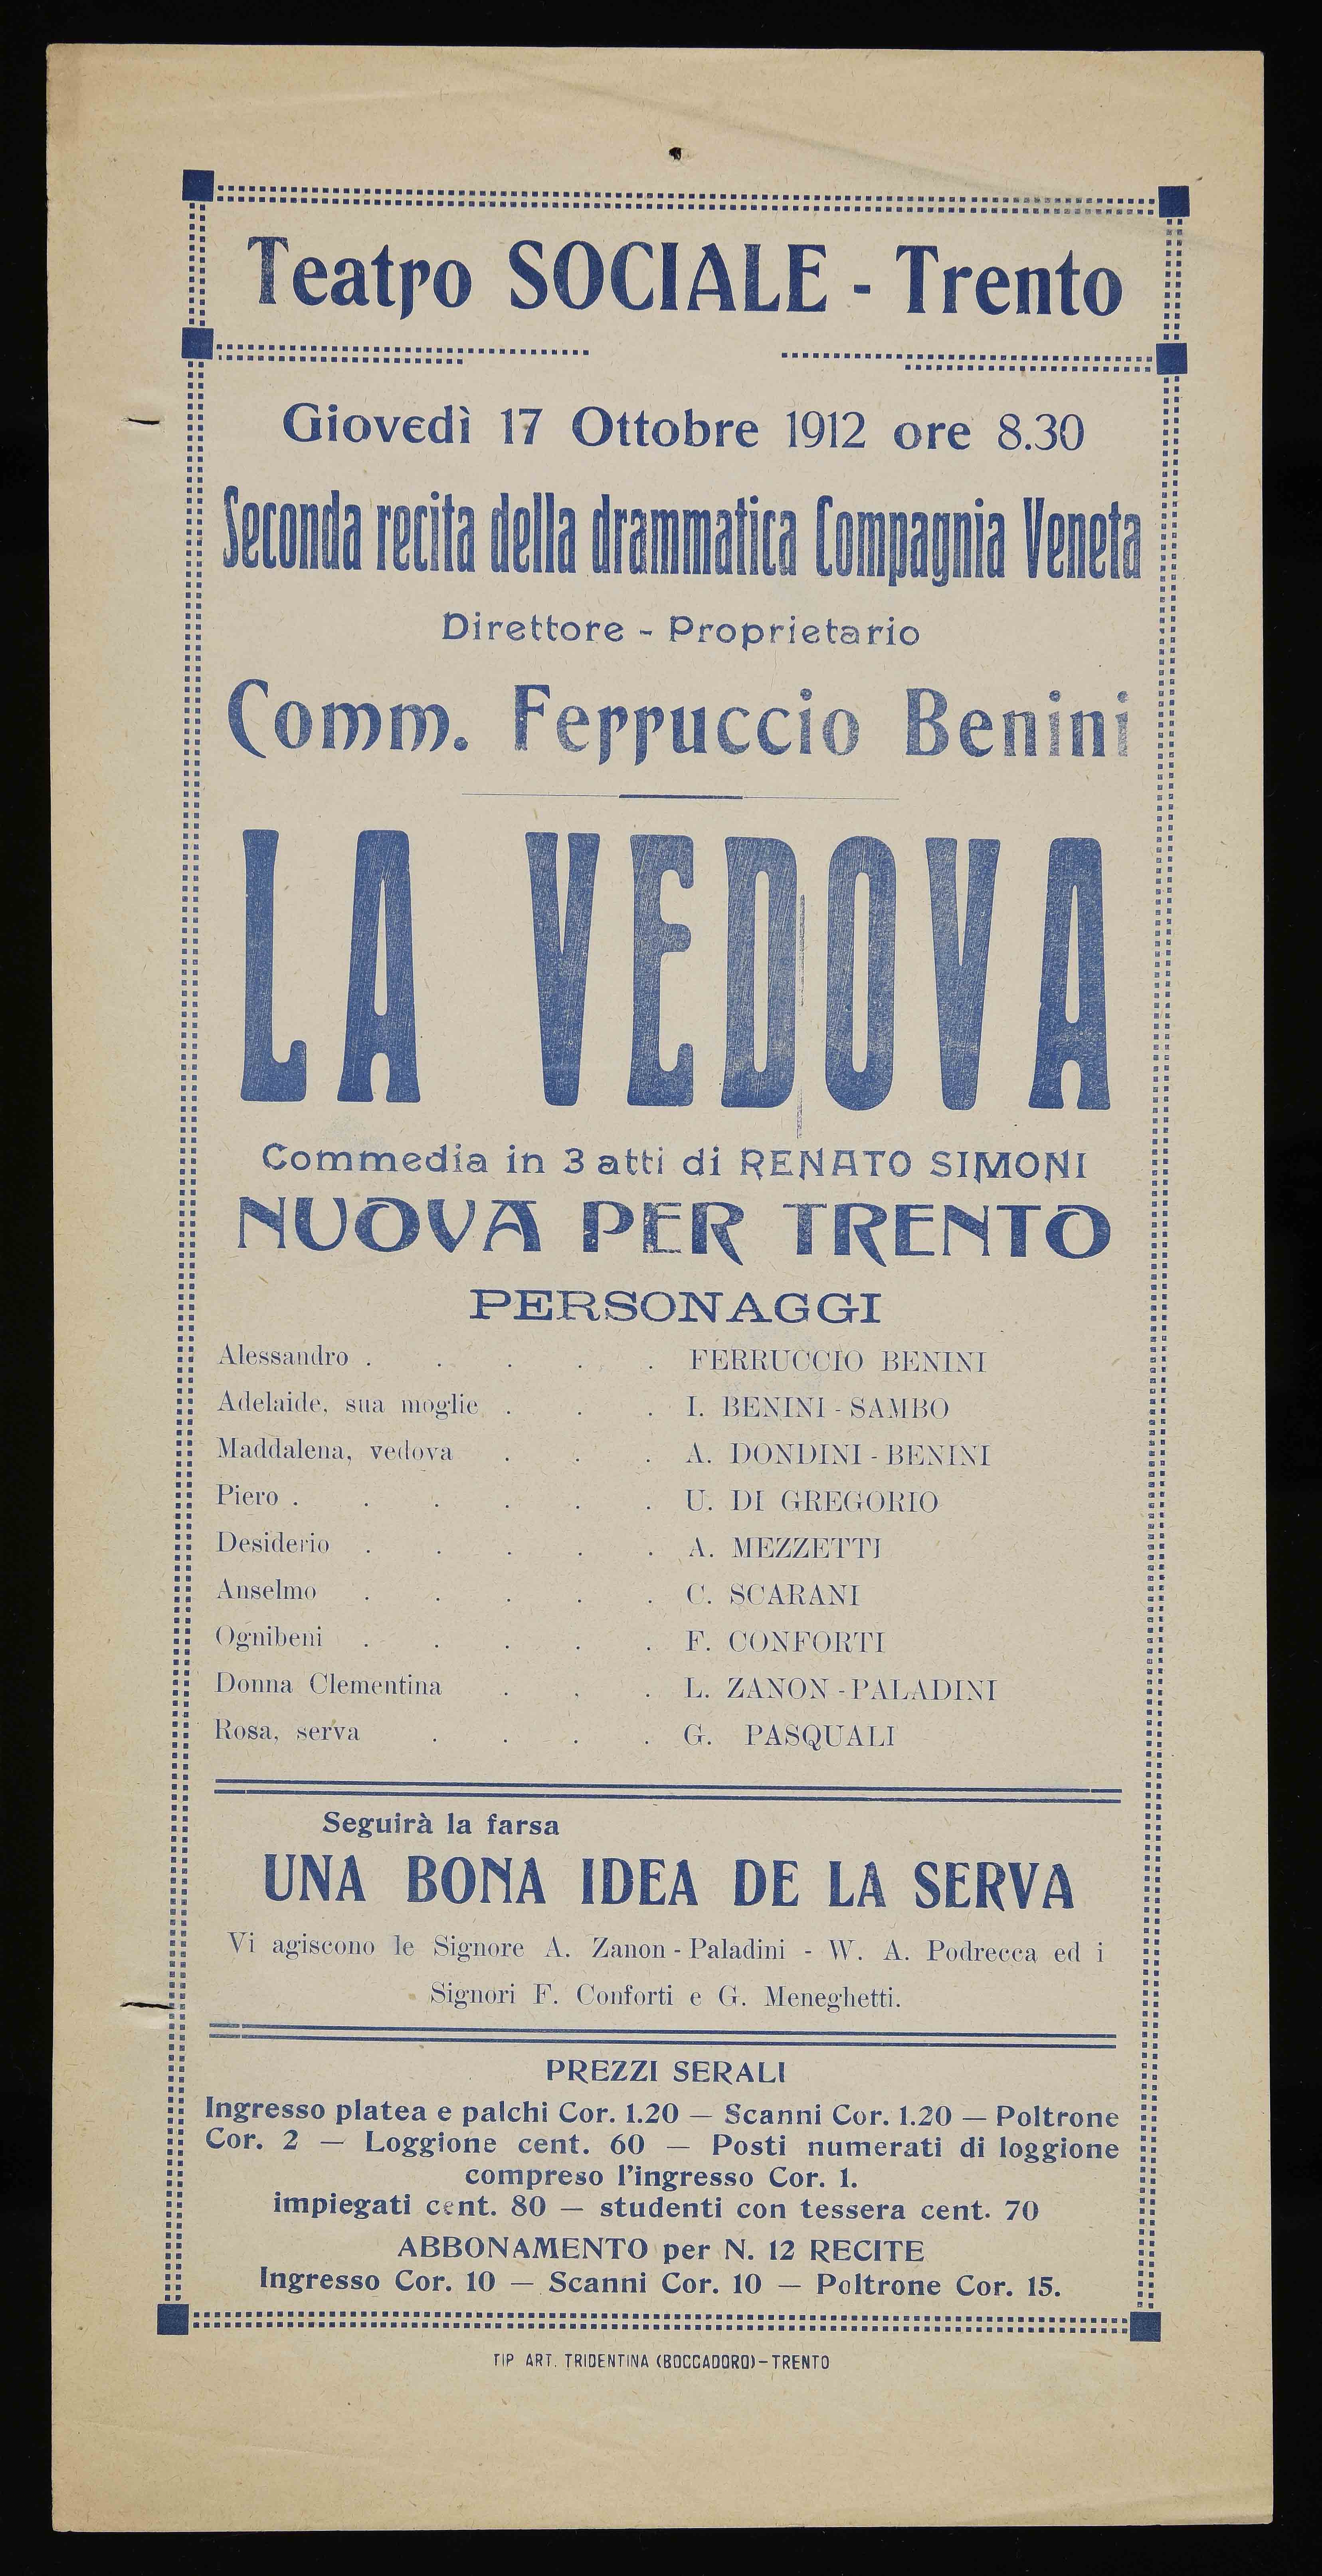 Teatro SOCIALE - Trento
Giovedì 17 Ottobre 1912 ore 8.30
Seconda recita della drammatica Compagnia Veneta
Direttore - Proprietario
Comm. Ferruccio Benini
LA VEDOVA
Commedia in 3 atti di RENATO SIMONI
NUOVA PER TRENTO
PERSONAGGI
Alessandro . . . . . FERRUCCIO BENINI
Adelaide, sua moglie . . . I. BENINI - SAMBO
Maddalena, vedova . . . A. DONDINI - BENINI
Piero . . . . . . U. DI GREGORIO
Desiderio . . . . . A. MEZZETTI
Anselmo . . . . . C. SCARANI
Ognibeni . . . . . F. CONFORTI
Donna Clementina . . . L. ZANON - PALADINI
Rosa, serva . . . . G. PASQUALI
Seguirà la farsa
UNA BONA IDEA DE LA SERVA
Vi agiscono le Signore A. Zanon - Paladini - W. A. Podrecca ed i
Signori F. Conforti e G. Meneghetti.
PREZZI SERALI
Ingresso platea e palchi Cor. 1.20 — Scanni Cor. 1.20 — Poltrone
Cor. 2 — Loggione cent. 60 — Posti numerati di loggione
compreso l'ingresso Cor. 1.
impiegati cent. 80 — studenti con tessera cent. 70
ABBONAMENTO per N. 12 RECITE
Ingresso Cor. 10 — Scanni Cor. 10 — Poltrone Cor. 15.
TIP ART. TRIDENTINA (BOCCADORO) - TRENTO